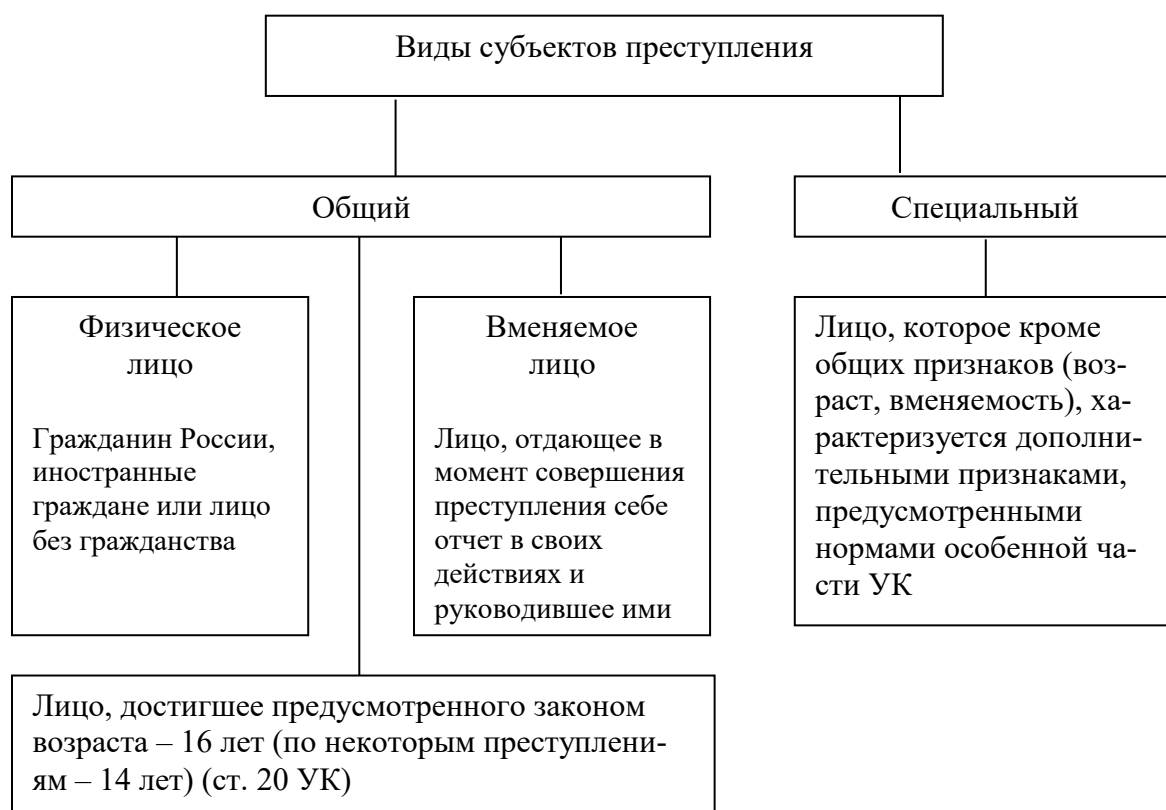 Виды субъектов преступления
Общий
Специальный
Физическое
лицо
Гражданин России,
иностранные
граждане или лицо
без гражданства
Вменяемое
лицо
Лицо, отдающее в
момент совершения
преступления себе
отчет в своих
действиях и
руководившее ими
Лицо, которое кроме
общих признаков (воз-
раст, вменяемость), ха-
рактеризуется дополни-
тельными признаками,
предусмотренными
нормами особенной ча-
сти УК
Лицо, достигшее предусмотренного законом
возраста – 16 лет (по некоторым преступлени-
ям – 14 лет) (ст. 20 УК)